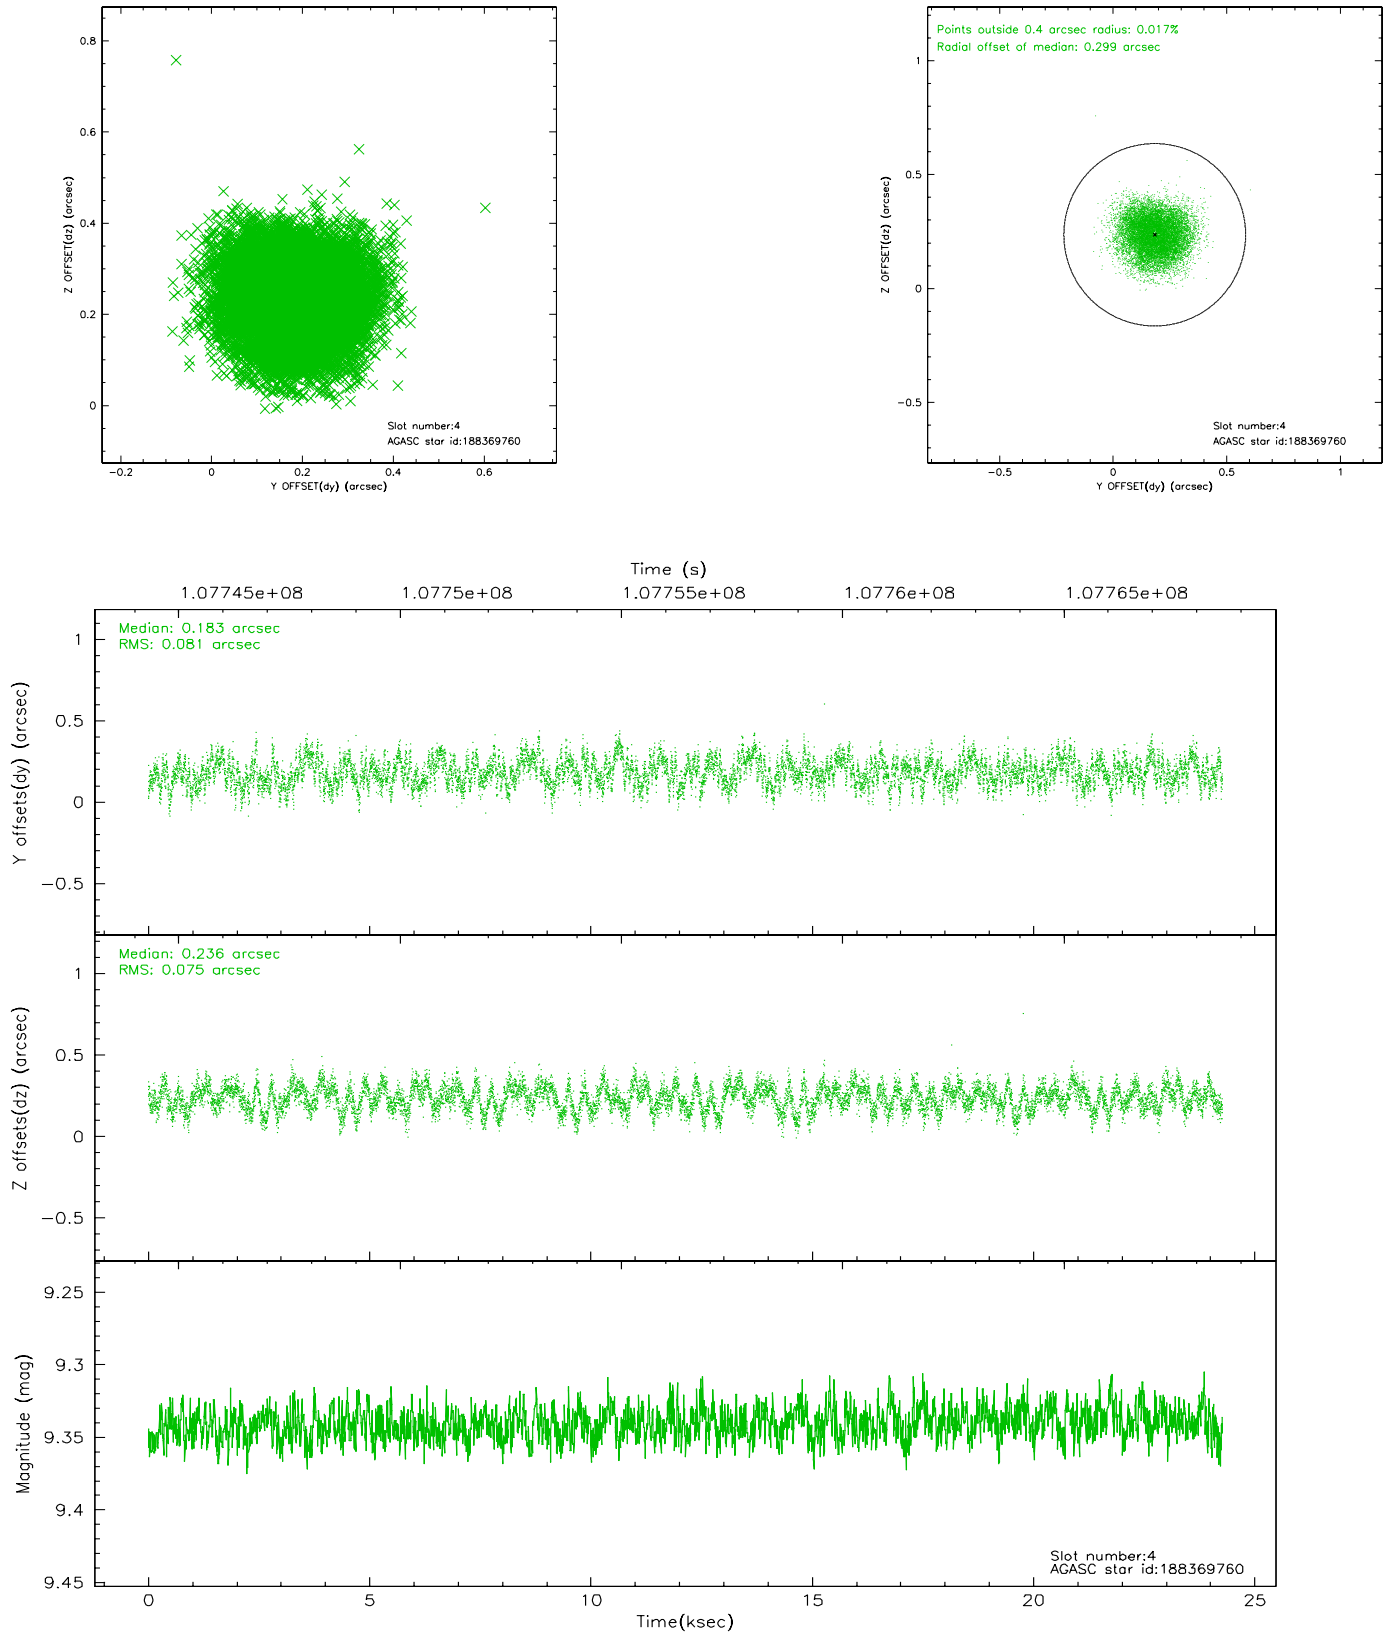 0.8
0.6
0.4
0.2
0
Z OFFSET(dz) (arcsec)
−0.2 0 0.2 0.4 0.6
Y OFFSET(dy) (arcsec)
Slot number:4
AGASC star id:188369760
Points outside 0.4 arcsec radius: 0.017%
Radial offset of median: 0.299 arcsec
1
0.5
0
−0.5
Z OFFSET(dz) (arcsec)
−0.5 0 0.5 1
Y OFFSET(dy) (arcsec)
Slot number:4
AGASC star id:188369760
Time (s)
1.07745e+08 1.0775e+08 1.07755e+08 1.0776e+08 1.07765e+08
Median: 0.183 arcsec
RMS: 0.081 arcsec
1
0.5
0
−0.5
Y offsets(dy) (arcsec)
Median: 0.236 arcsec
RMS: 0.075 arcsec
1
0.5
0
−0.5
Z offsets(dz) (arcsec)
9.25
9.3
9.35
9.4
9.45
Magnitude (mag)
Slot number:4
AGASC star id:188369760
0 5 10 15 20 25
Time(ksec)